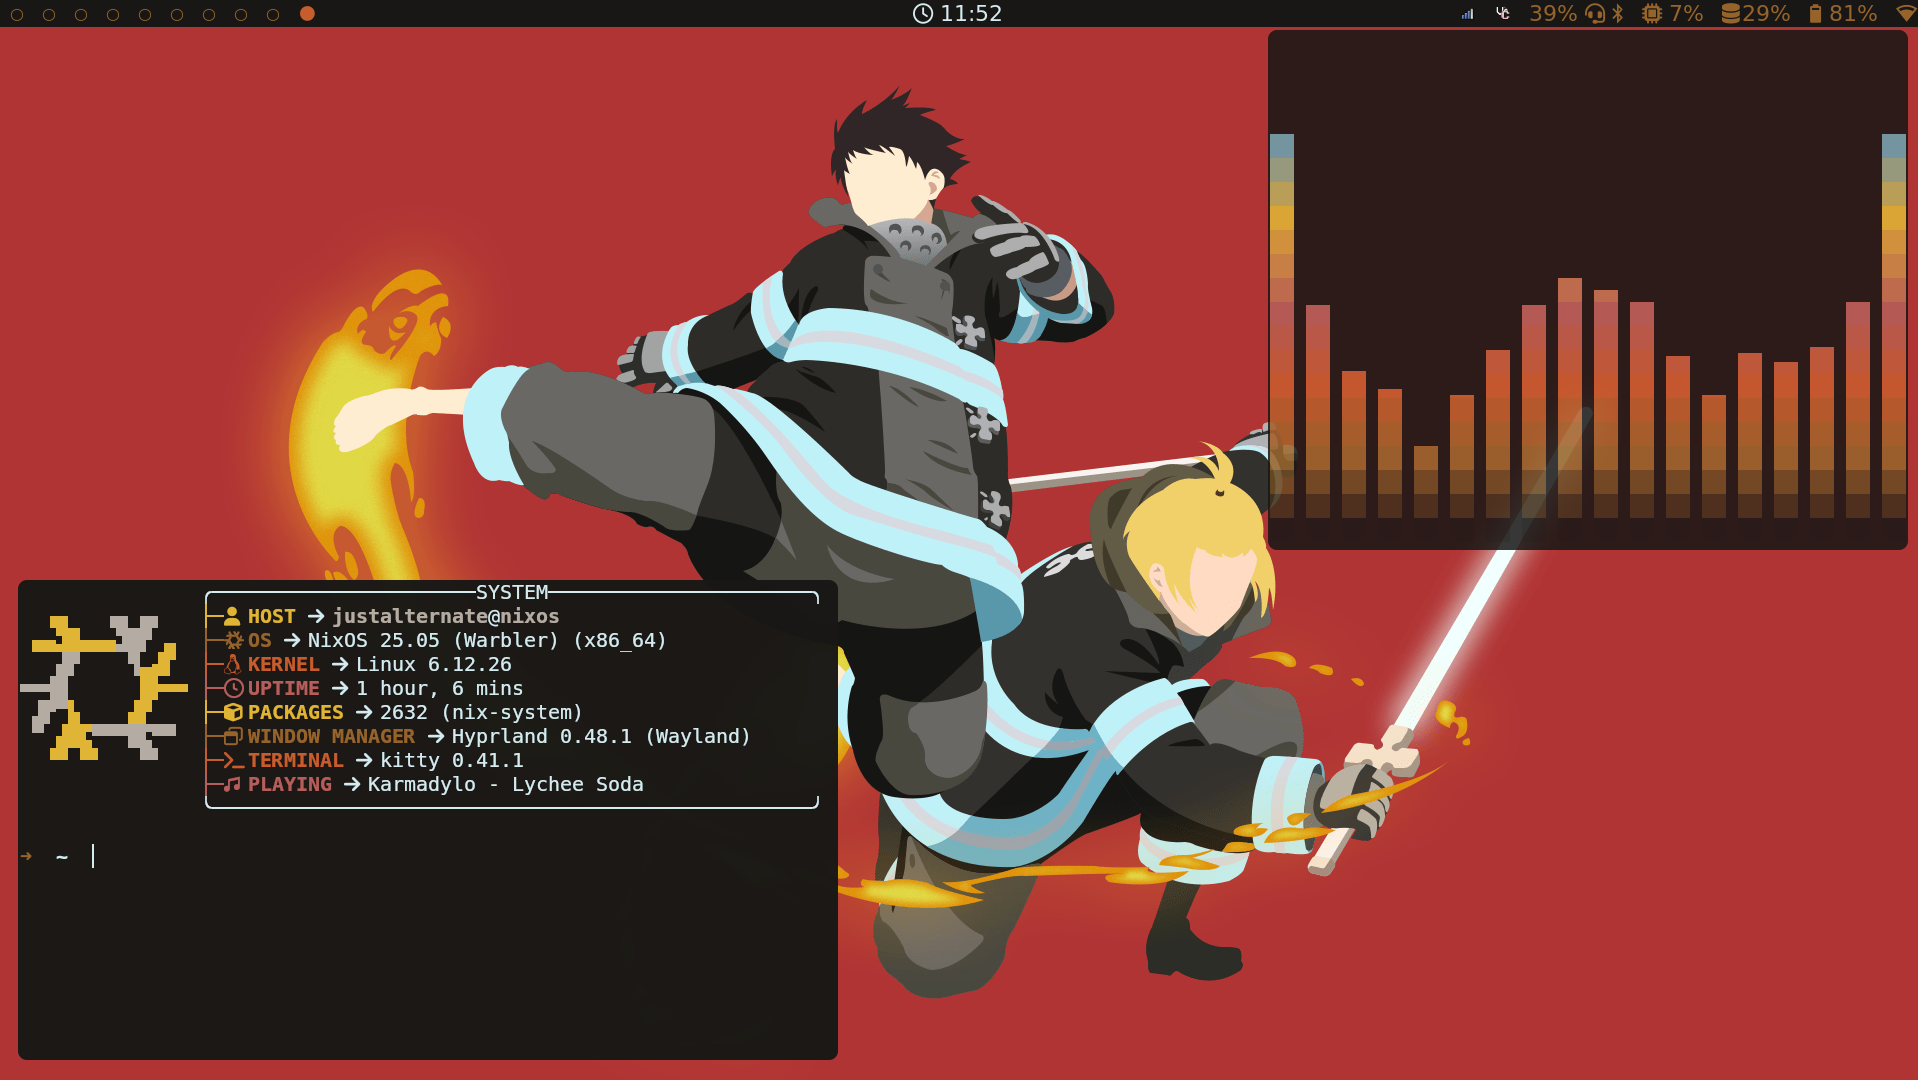 11:52
39% 7% 29% 81%
SYSTEM
HOST → justalternate@nixos
OS → NixOS 25.05 (Warbler) (x86_64)
KERNEL → Linux 6.12.26
UPTIME → 1 hour, 6 mins
PACKAGES → 2632 (nix-system)
WINDOW MANAGER → Hyprland 0.48.1 (Wayland)
TERMINAL → kitty 0.41.1
PLAYING → Karmadylo - Lychee Soda
→ ~